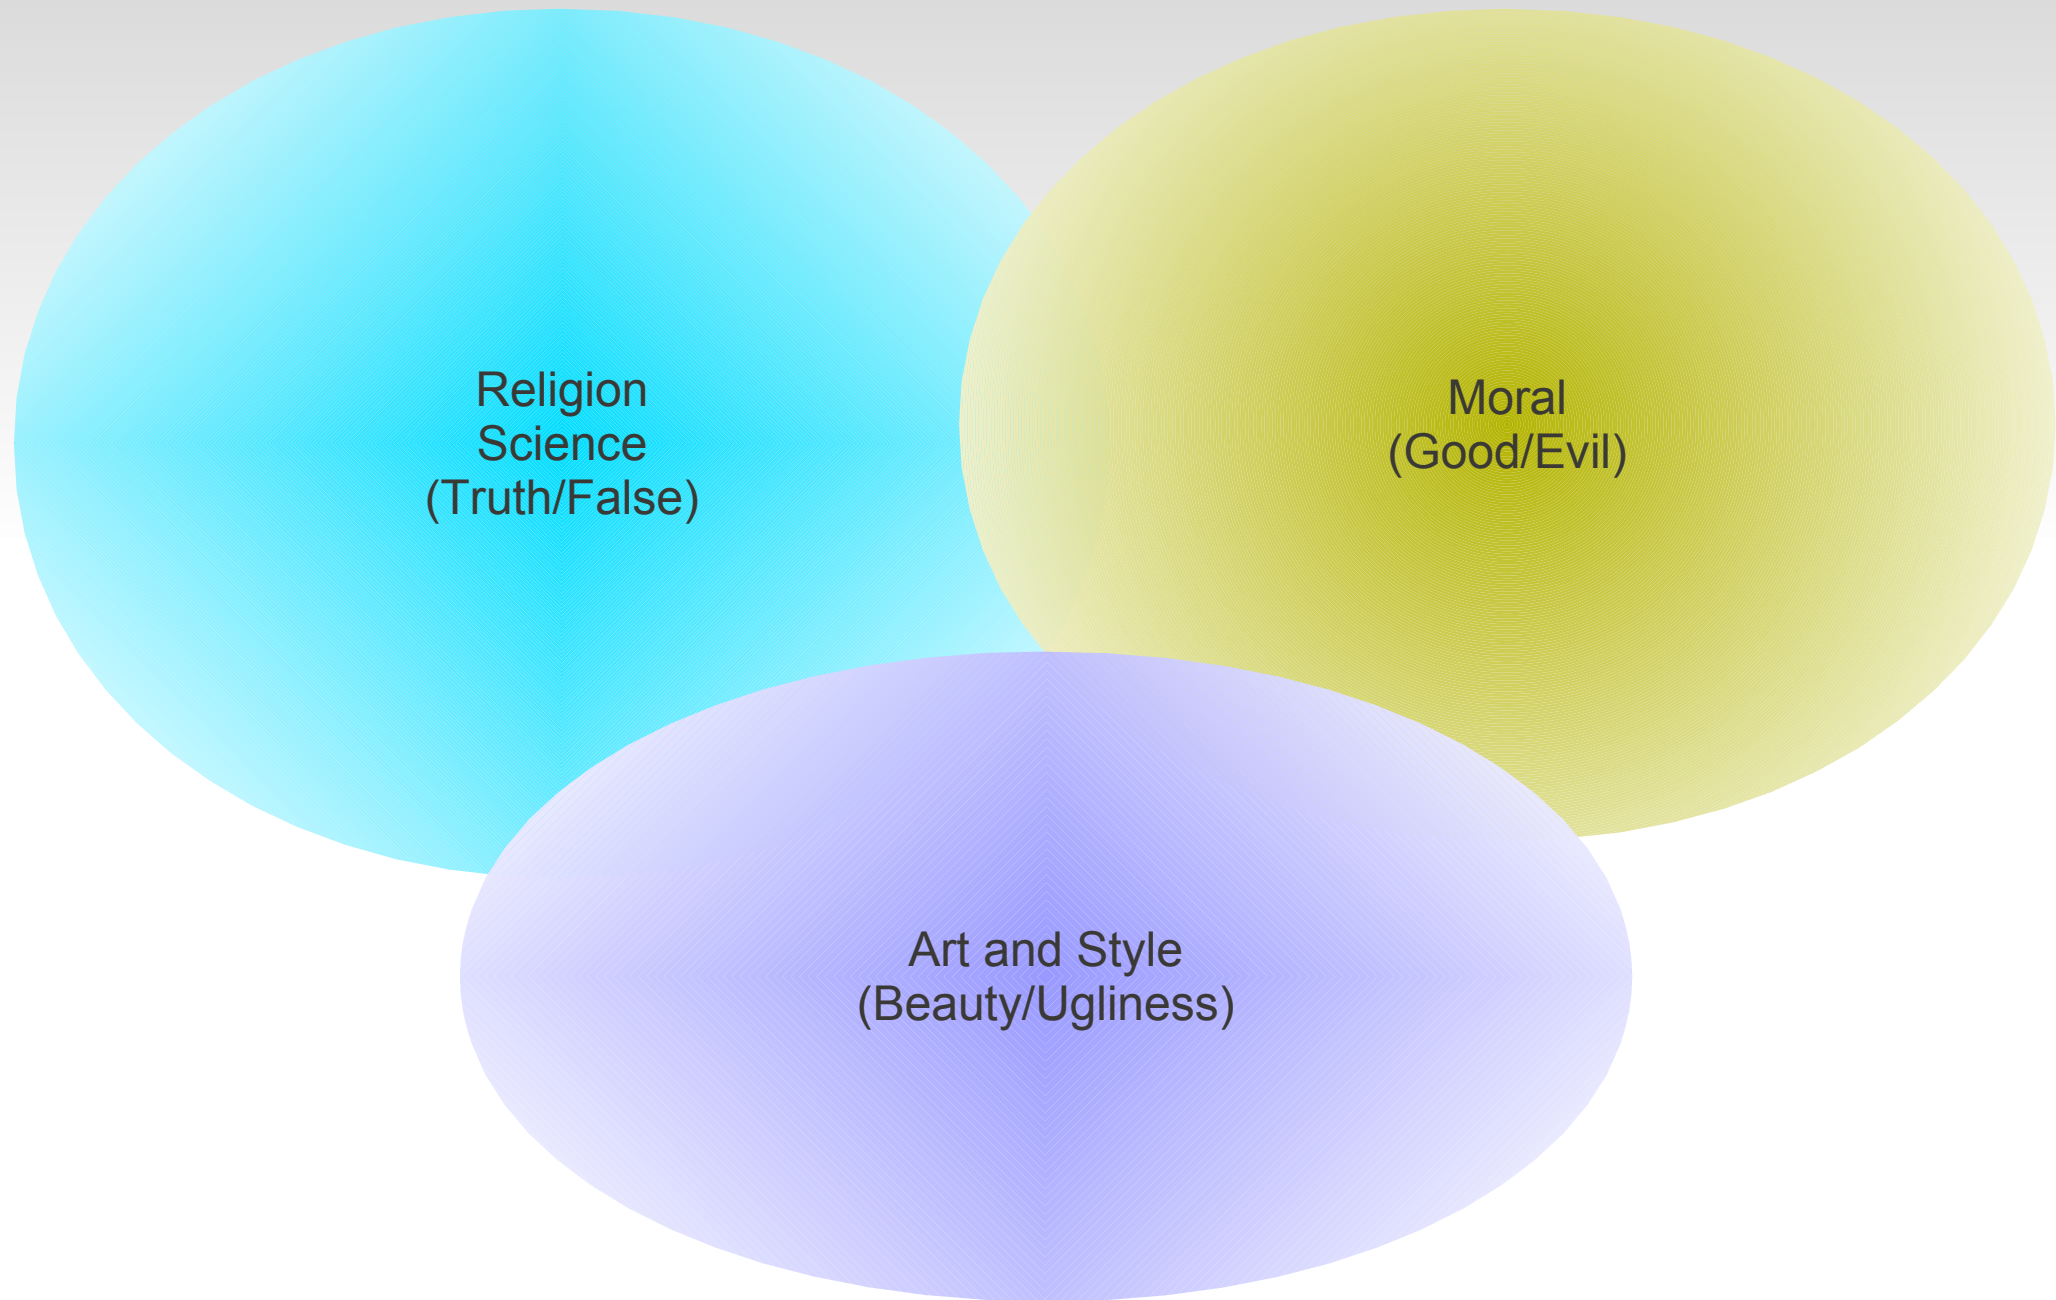 Religion
Science
(Truth/False)
Moral
(Good/Evil)
Art and Style
(Beauty/Ugliness)